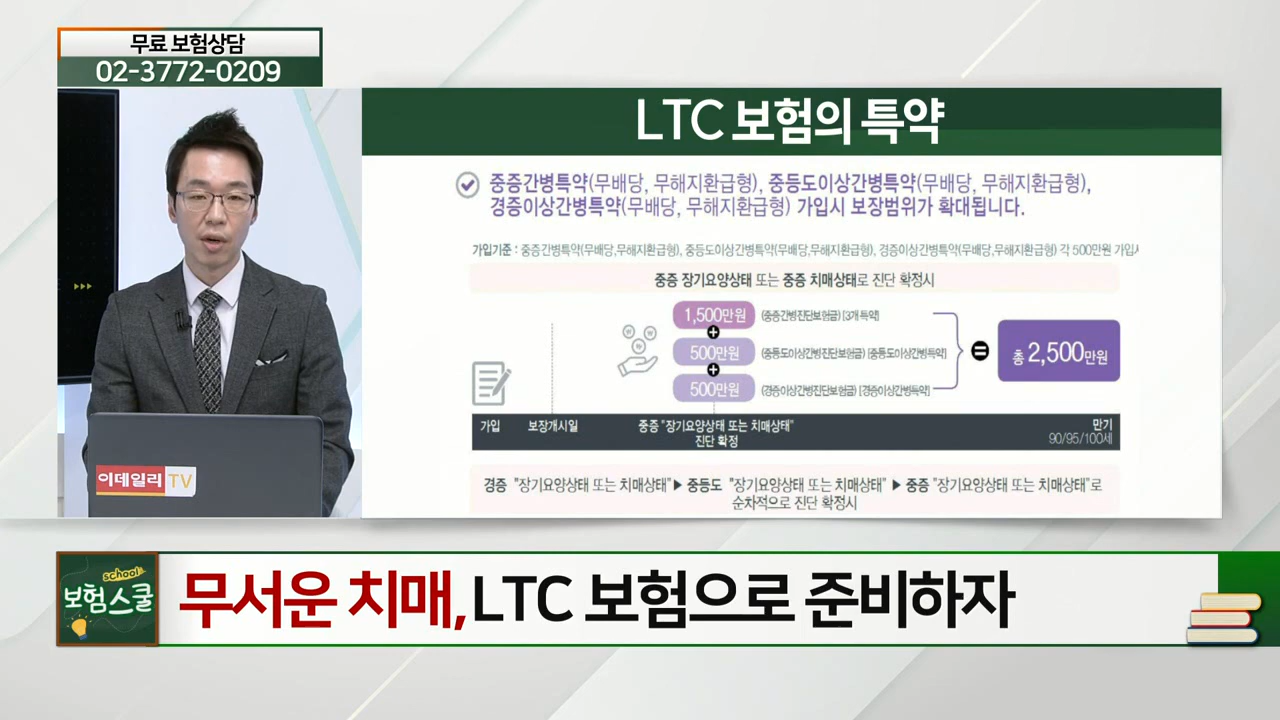 무료 보험상담
02-3772-0209
LTC 보험의 특약
중증간병특약(무배당, 무해지환급형), 중등도이상간병특약(무배당, 무해지환급형),
경증이상간병특약(무배당, 무해지환급형) 가입시 보장범위가 확대됩니다.
가입기준 : 중증간병특약(무배당,무해지환급형), 중등도이상간병특약(무배당,무해지환급형), 경증이상간병특약(무배당,무해지환급형) 각 500만원 가입시
중증 장기요양상태 또는 중증 치매상태로 진단 확정시
1,500만원 (중증간병진단보험금) [3개 특약]
+
500만원 (중등도이상간병진단보험금) [중등도이상간병특약]
+
500만원 (경증이상간병진단보험금) [경증이상간병특약]
= 총 2,500만원
가입 보장개시일 중증 "장기요양상태 또는 치매상태" 만기
진단 확정 90/95/100세
경증 "장기요양상태 또는 치매상태" ▶ 중등도 "장기요양상태 또는 치매상태" ▶ 중증 "장기요양상태 또는 치매상태"로
순차적으로 진단 확정시
이데일리 TV
school
보험스쿨
무서운 치매, LTC 보험으로 준비하자